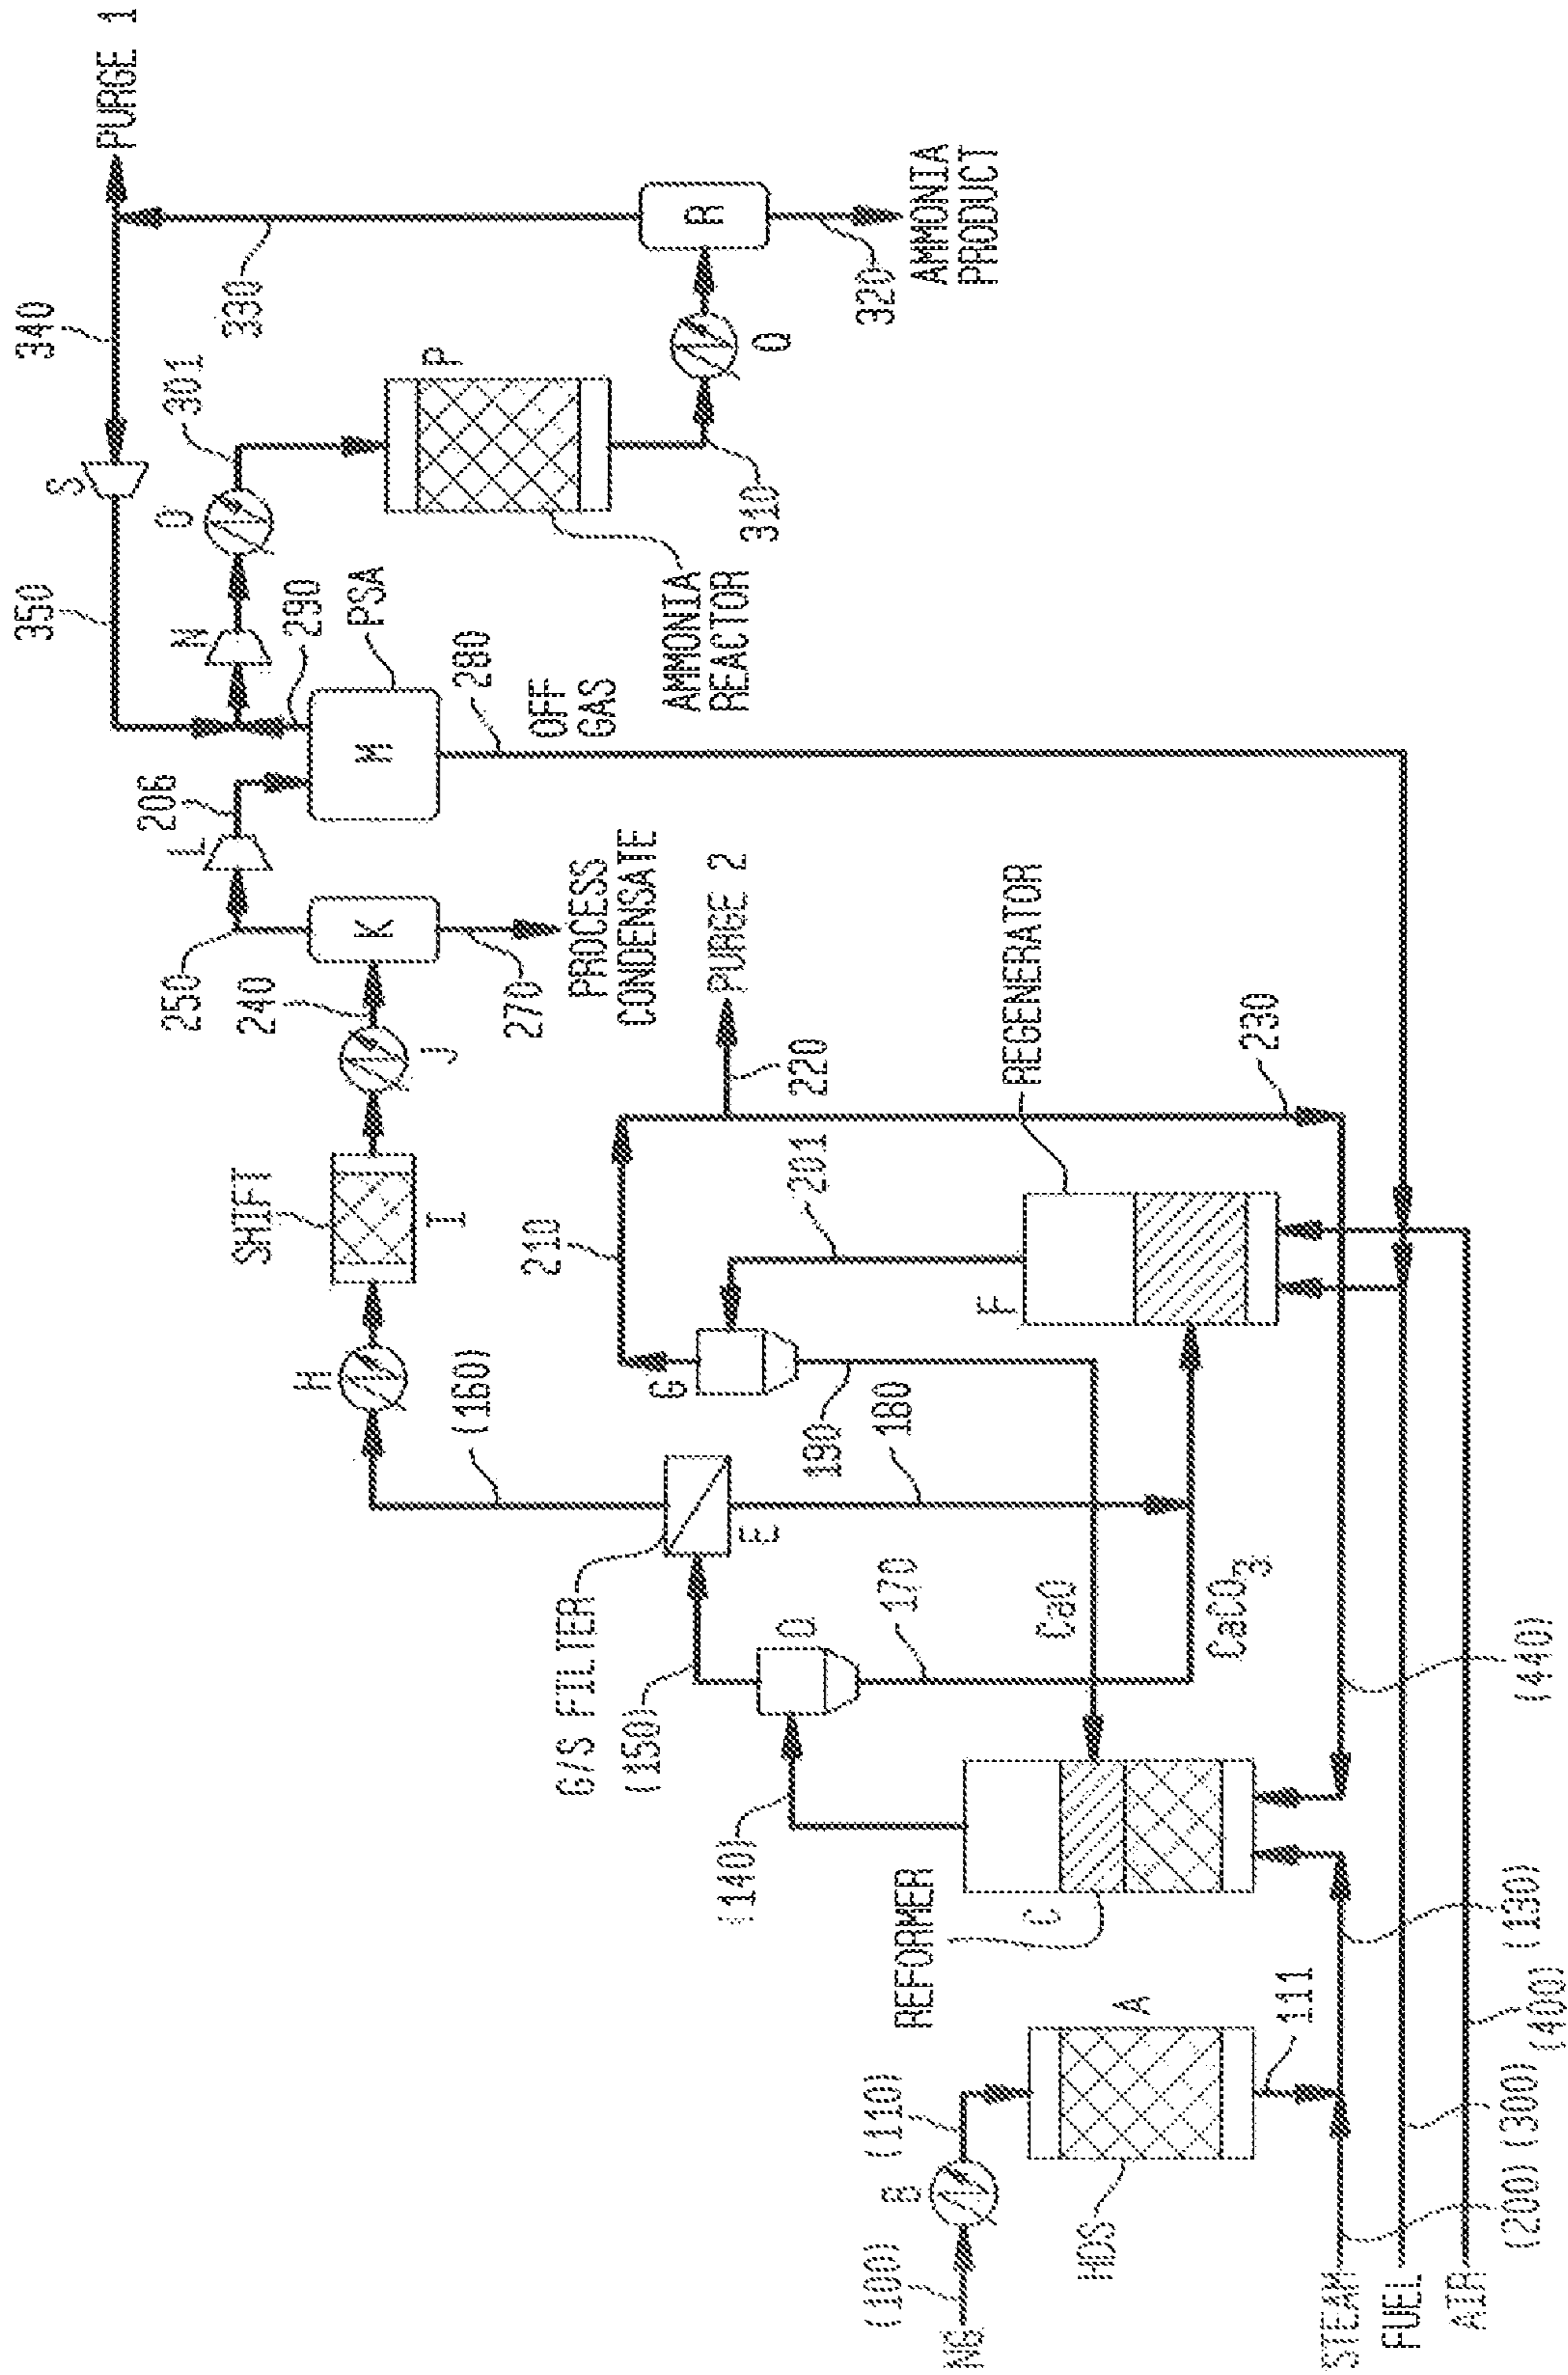 PURGE 1
340
S
350
301
O
N
290
330
P
PSA
M
206
L
250
240
K
J
SHIFT
I
H
(160)
R
Q
310
320
AMMONIA
PRODUCT
AMMONIA
REACTOR
280
OFF
GAS
270
PROCESS
CONDENSATE
PURGE 2
220
210
201
REGENERATOR
230
F
G
190
180
E
G/S FILTER
(150)
D
170
CaO
CaCO3
(140)
REFORMER
C
(440)
(130)
(400)
(300)
(200)
A
111
(110)
B
(100)
NG
HDS
STEAM
FUEL
AIR